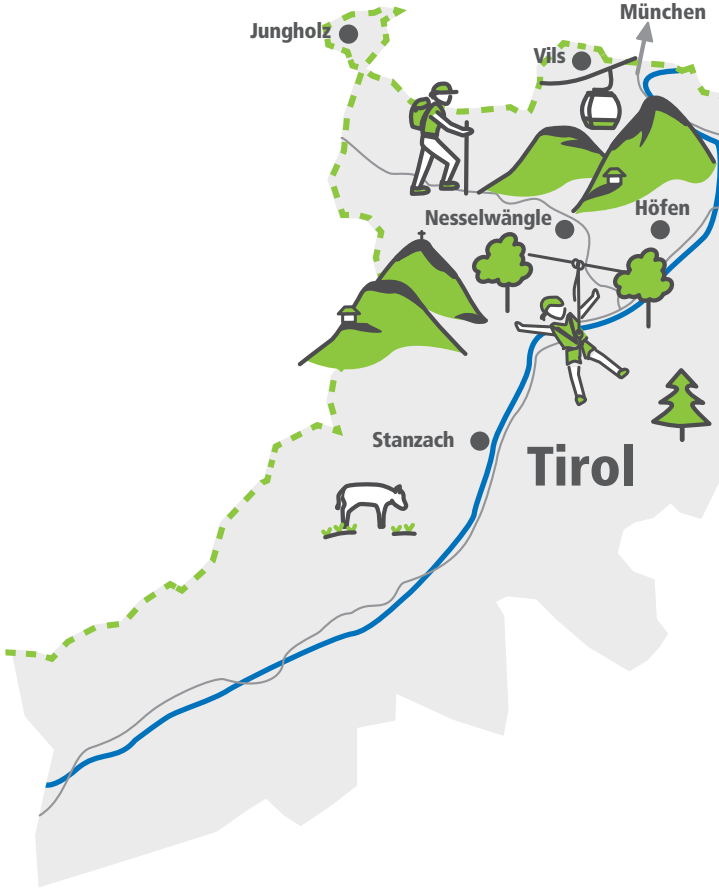 München
Jungholz
Vils
Nesselwängle
Höfen
Stanzach
Tirol